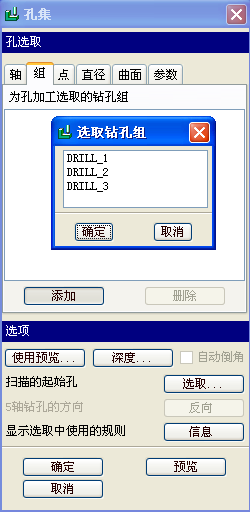 孔集
孔选取
轴 组 点 直径 曲面 参数
为孔加工选取的钻孔组
选取钻孔组
DRILL_1
DRILL_2
DRILL_3
确定 取消
添加 删除
选项
使用预览... 深度... 自动倒角
扫描的起始孔 选取...
5轴钻孔的方向 反向
显示选取中使用的规则 信息
确定 预览
取消